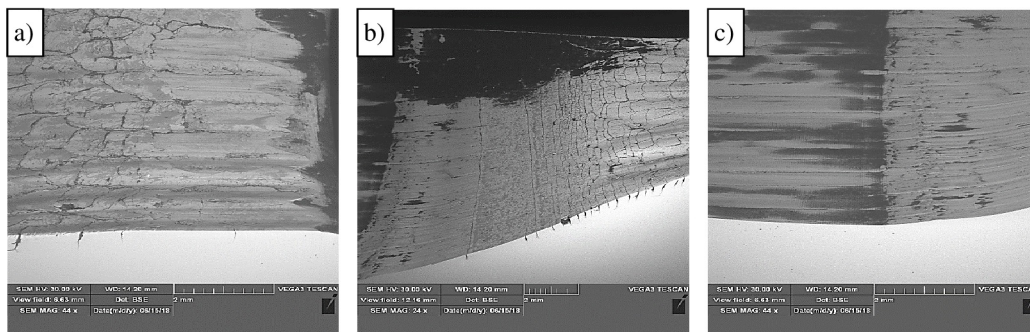 a)
SEM HV: 30.00 kV WD: 14.20 mm VEGA3 TESCAN
View field: 6.63 mm Det: BSE 2 mm
SEM MAG: 44 x Date(m/d/y): 06/15/18
b)
SEM HV: 30.00 kV WD: 14.20 mm VEGA3 TESCAN
View field: 12.16 mm Det: BSE 2 mm
SEM MAG: 24 x Date(m/d/y): 06/15/18
c)
SEM HV: 30.00 kV WD: 14.20 mm VEGA3 TESCAN
View field: 6.63 mm Det: BSE 2 mm
SEM MAG: 44 x Date(m/d/y): 06/15/18